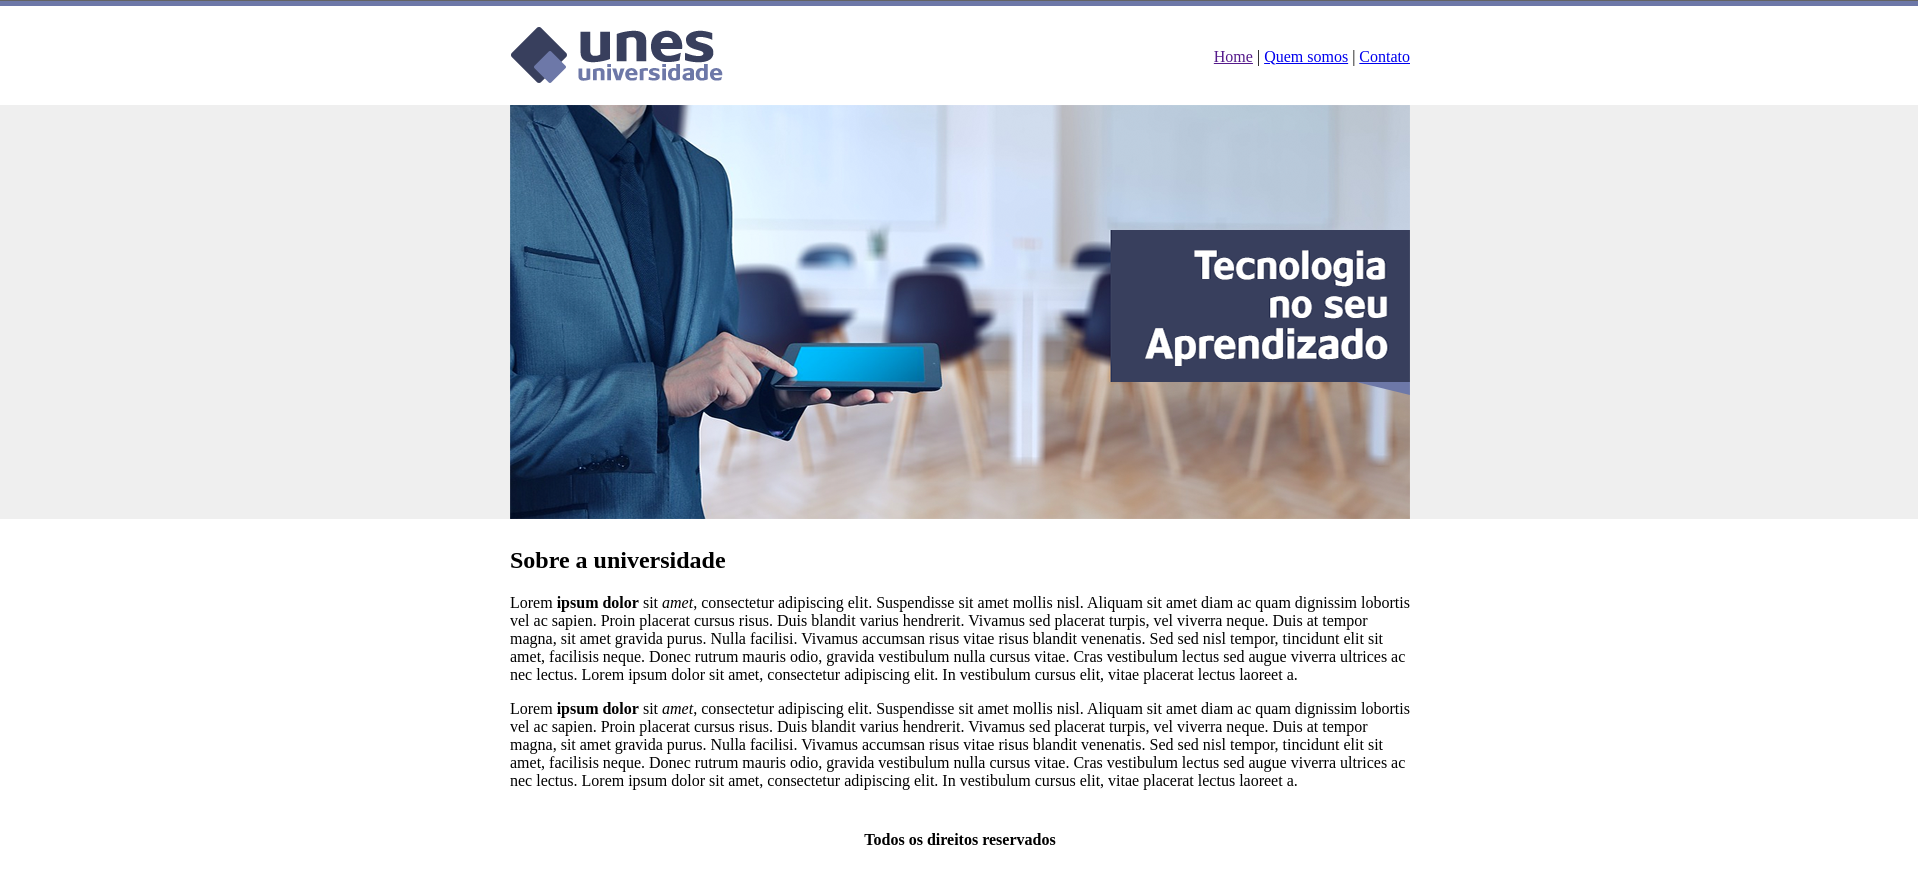 unes
universidade
Home | Quem somos | Contato
Tecnologia
no seu
Aprendizado
Sobre a universidade
Lorem ipsum dolor sit amet, consectetur adipiscing elit. Suspendisse sit amet mollis nisl. Aliquam sit amet diam ac quam dignissim lobortis
vel ac sapien. Proin placerat cursus risus. Duis blandit varius hendrerit. Vivamus sed placerat turpis, vel viverra neque. Duis at tempor
magna, sit amet gravida purus. Nulla facilisi. Vivamus accumsan risus vitae risus blandit venenatis. Sed sed nisl tempor, tincidunt elit sit
amet, facilisis neque. Donec rutrum mauris odio, gravida vestibulum nulla cursus vitae. Cras vestibulum lectus sed augue viverra ultrices ac
nec lectus. Lorem ipsum dolor sit amet, consectetur adipiscing elit. In vestibulum cursus elit, vitae placerat lectus laoreet a.
Lorem ipsum dolor sit amet, consectetur adipiscing elit. Suspendisse sit amet mollis nisl. Aliquam sit amet diam ac quam dignissim lobortis
vel ac sapien. Proin placerat cursus risus. Duis blandit varius hendrerit. Vivamus sed placerat turpis, vel viverra neque. Duis at tempor
magna, sit amet gravida purus. Nulla facilisi. Vivamus accumsan risus vitae risus blandit venenatis. Sed sed nisl tempor, tincidunt elit sit
amet, facilisis neque. Donec rutrum mauris odio, gravida vestibulum nulla cursus vitae. Cras vestibulum lectus sed augue viverra ultrices ac
nec lectus. Lorem ipsum dolor sit amet, consectetur adipiscing elit. In vestibulum cursus elit, vitae placerat lectus laoreet a.
Todos os direitos reservados